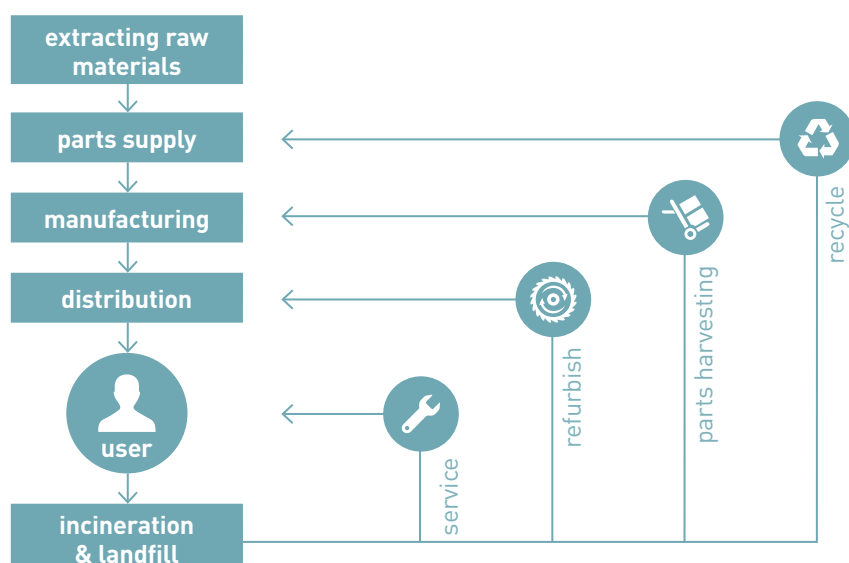 extracting raw
materials
parts supply
manufacturing
distribution
user
incineration
& landfill
service
refurbish
parts harvesting
recycle